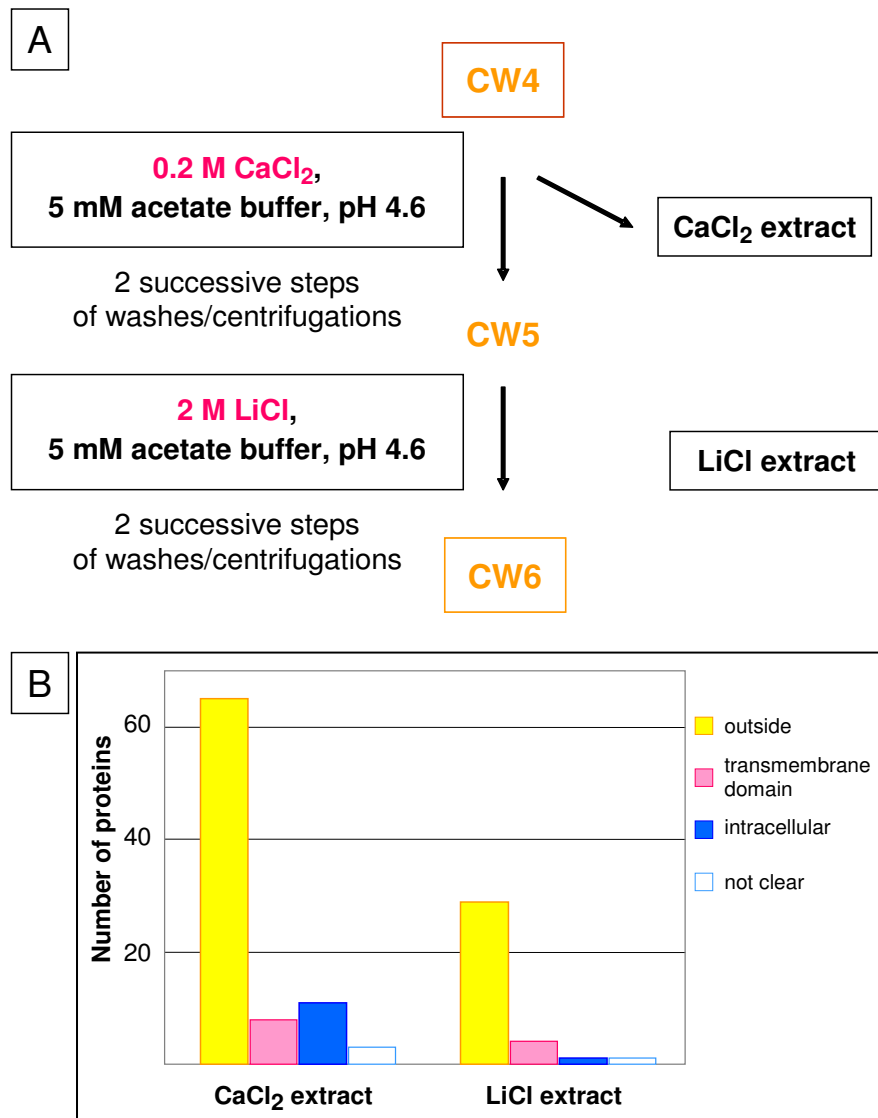 A
CW4
0.2 M CaCl₂,
5 mM acetate buffer, pH 4.6
CaCl₂ extract
2 successive steps
of washes/centrifugations
CW5
2 M LiCl,
5 mM acetate buffer, pH 4.6
LiCl extract
2 successive steps
of washes/centrifugations
CW6
B
Number of proteins
60
40
20
outside
transmembrane
domain
intracellular
not clear
CaCl₂ extract
LiCl extract